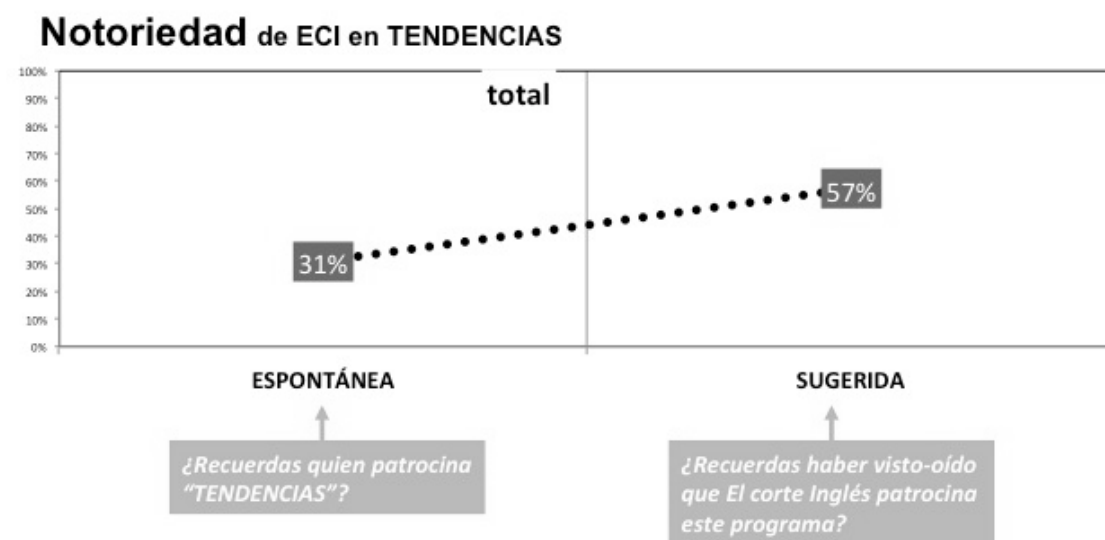 Notoriedad de ECI en TENDENCIAS
100%
90%
80%
70%
60%
50%
40%
30%
20%
10%
0%
total
31%
57%
ESPONTÁNEA
SUGERIDA
¿Recuerdas quien patrocina
“TENDENCIAS”?
¿Recuerdas haber visto-oído
que El corte Inglés patrocina
este programa?